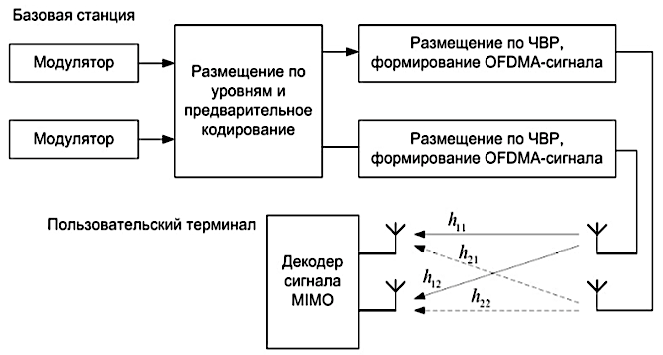 Базовая станция
Модулятор
Модулятор
Размещение по
уровням и
предварительное
кодирование
Размещение по ЧВР,
формирование OFDMA-сигнала
Размещение по ЧВР,
формирование OFDMA-сигнала
Пользовательский терминал
Декодер
сигнала
MIMO
h11
h21
h12
h22